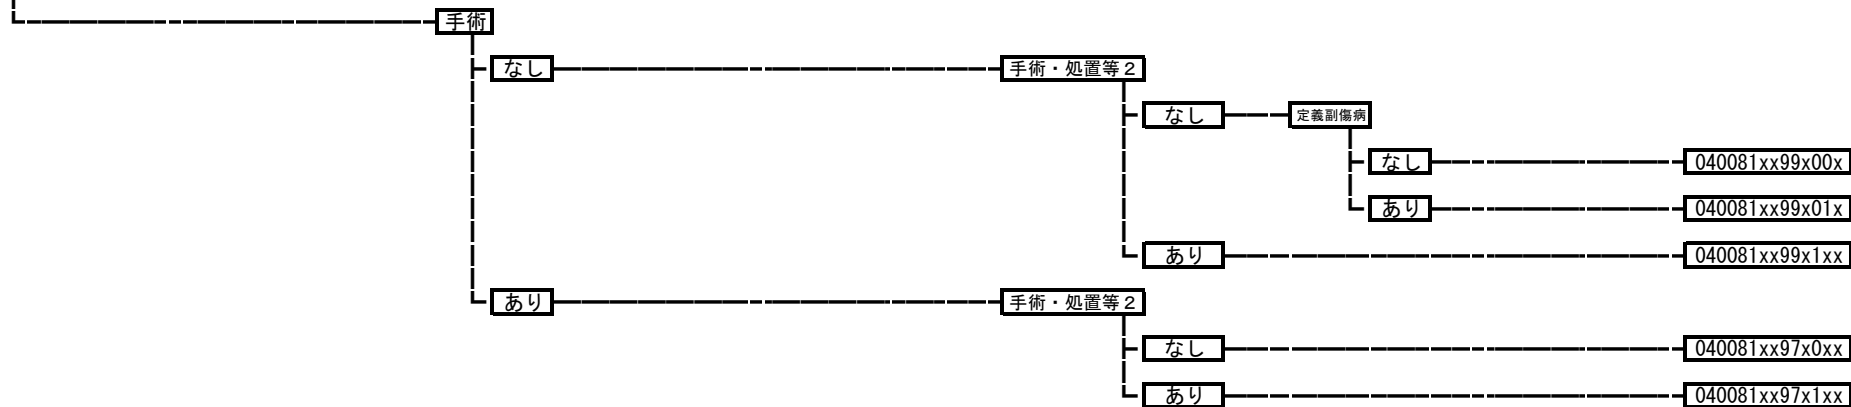 手術
なし 手術・処置等2
なし 定義副傷病
なし 040081xx99x00x
あり 040081xx99x01x
あり 040081xx99x1xx
あり 手術・処置等2
なし 040081xx97x0xx
あり 040081xx97x1xx